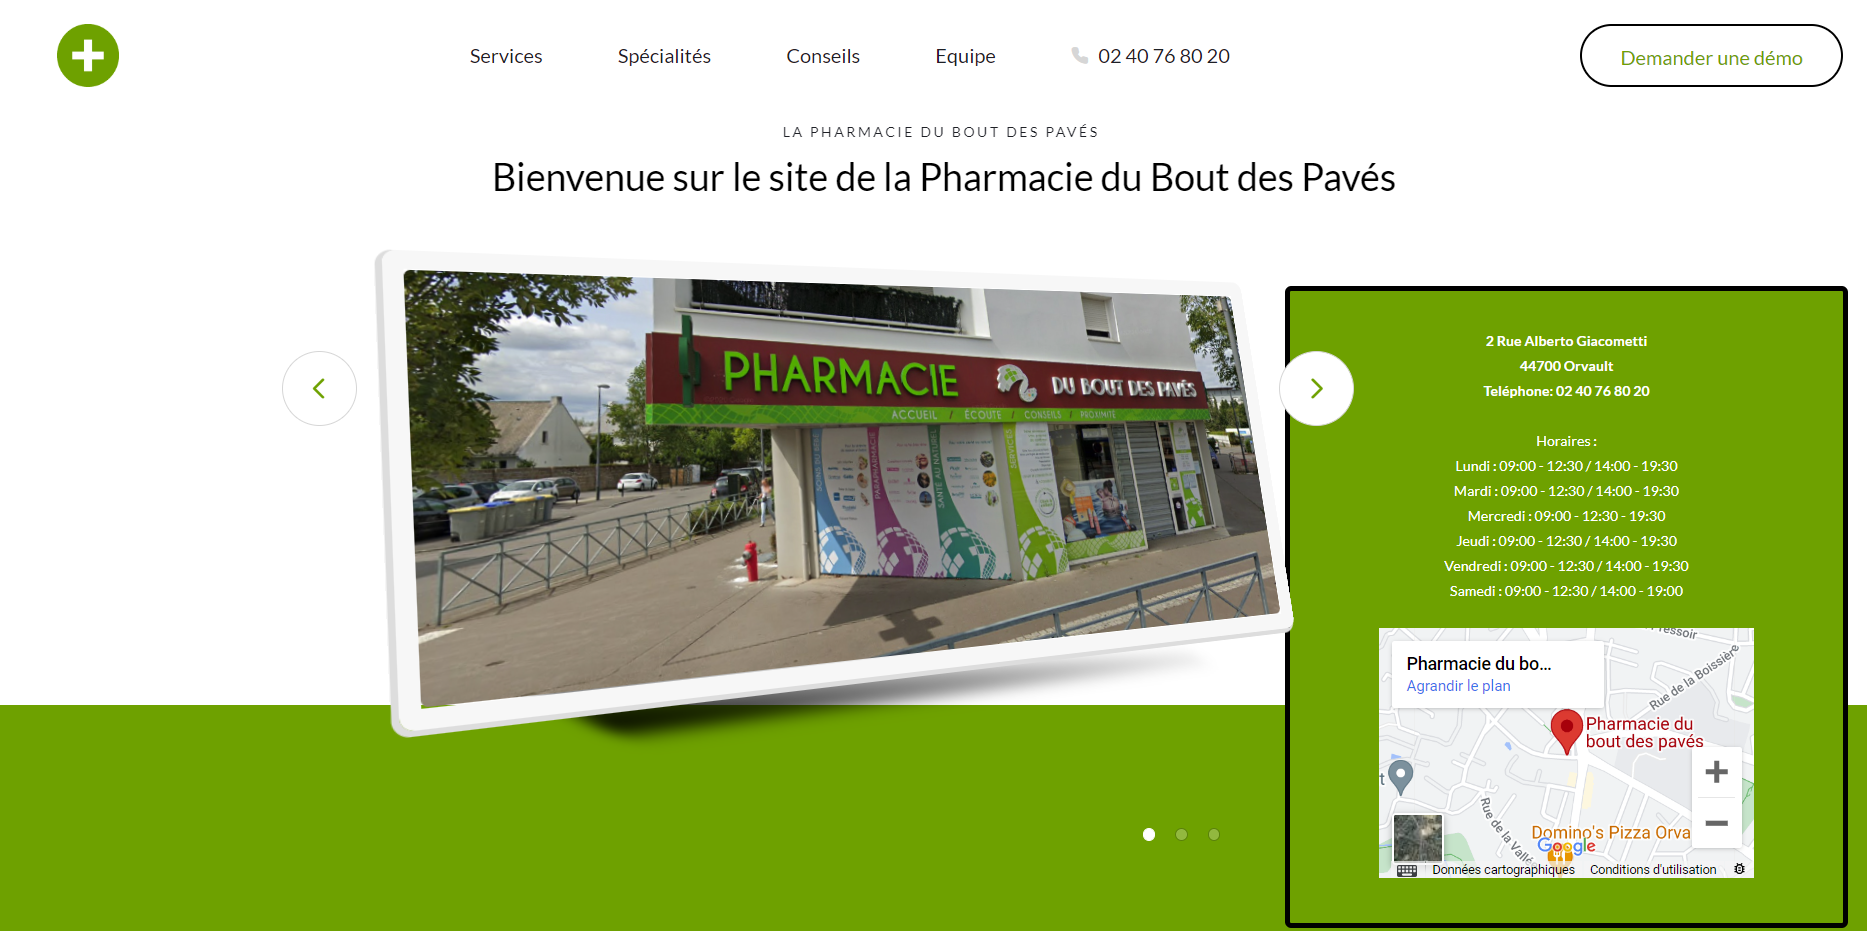 Services
Spécialités
Conseils
Equipe
02 40 76 80 20
Demander une démo
LA PHARMACIE DU BOUT DES PAVÉS
Bienvenue sur le site de la Pharmacie du Bout des Pavés
PHARMACIE
DU BOUT DES PAVÉS
ACCUEIL / ÉCOUTE / CONSEILS / PROXIMITÉ
PARAPHARMACIE
SANTÉ AU NATUREL
SERVICES
2 Rue Alberto Giacometti
44700 Orvault
Teléphone: 02 40 76 80 20
Horaires :
Lundi : 09:00 - 12:30 / 14:00 - 19:30
Mardi : 09:00 - 12:30 / 14:00 - 19:30
Mercredi : 09:00 - 12:30 - 19:30
Jeudi : 09:00 - 12:30 / 14:00 - 19:30
Vendredi : 09:00 - 12:30 / 14:00 - 19:30
Samedi : 09:00 - 12:30 / 14:00 - 19:00
Pharmacie du bo...
Agrandir le plan
Rue de la Boissière
Pharmacie du
bout des pavés
Rue de la Vallé
Domino's Pizza Orva
Google
Données cartographiques
Conditions d'utilisation